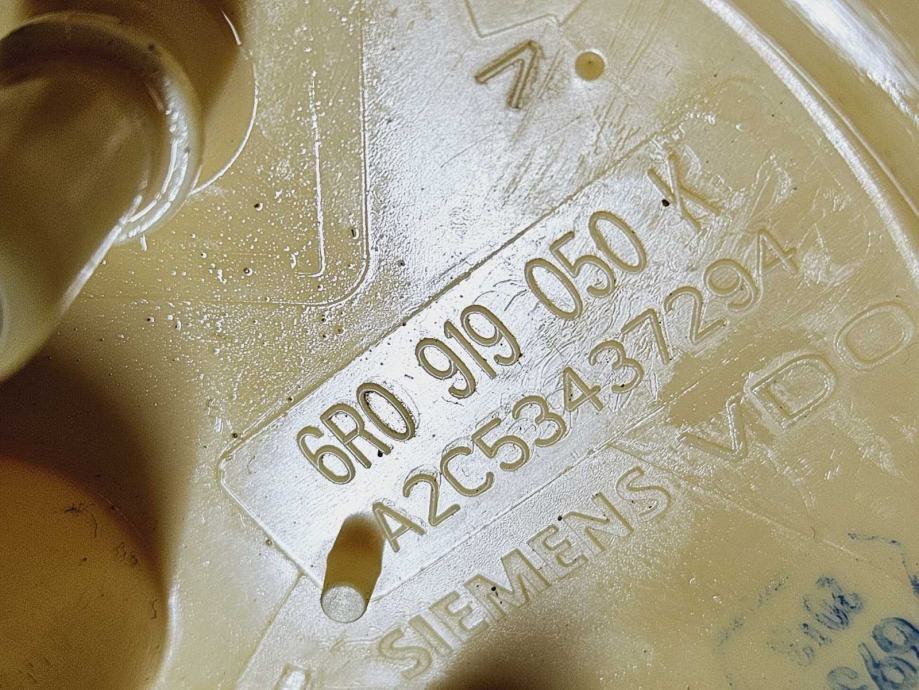 6R0 919 050 K
A2C53437294
SIEMENS VDO